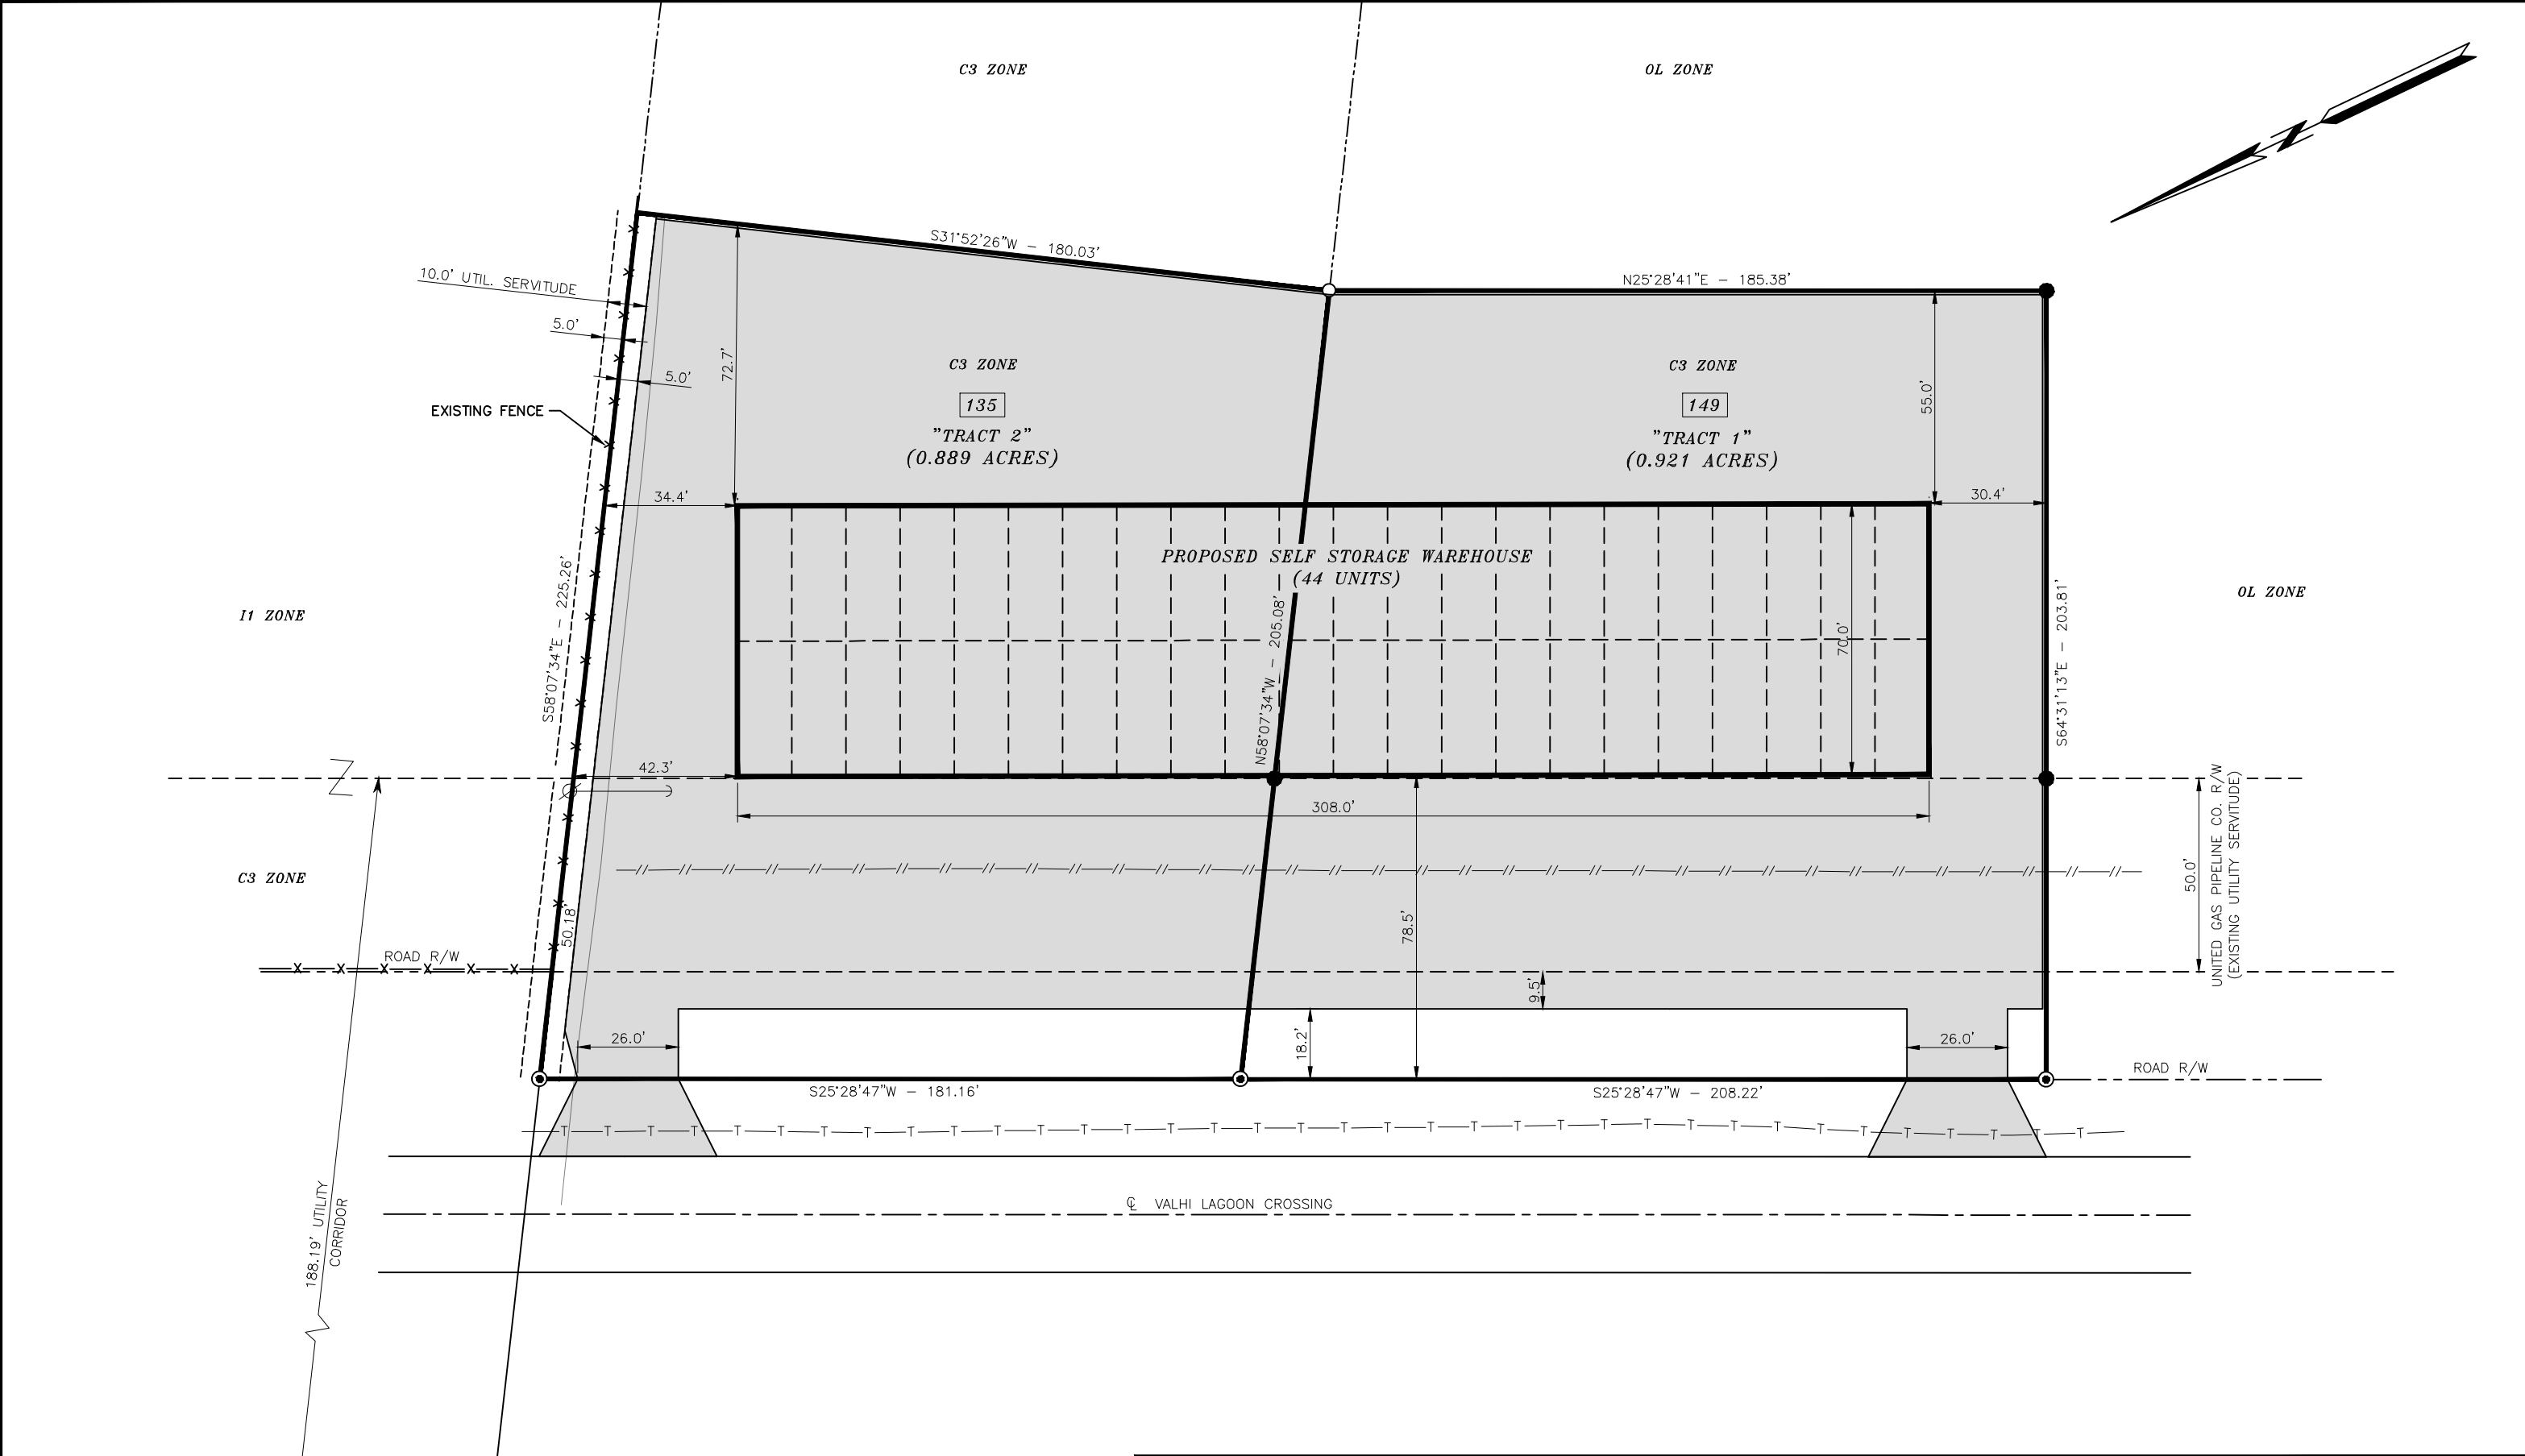 C3 ZONE
OL ZONE
N
S31°52'26"W – 180.03'
N25°28'41"E – 185.38'
10.0' UTIL. SERVITUDE
5.0'
5.0'
EXISTING FENCE
72.7'
C3 ZONE
135
"TRACT 2"
(0.889 ACRES)
C3 ZONE
149
"TRACT 1"
(0.921 ACRES)
55.0'
34.4'
30.4'
PROPOSED SELF STORAGE WAREHOUSE
(44 UNITS)
I1 ZONE
S58°07'34"E – 225.26'
N58°07'34"W – 205.08'
70.0'
S64°31'13"E – 203.81'
OL ZONE
Z
42.3'
308.0'
C3 ZONE
50.18'
78.5'
50.0'
UNITED GAS PIPELINE CO. R/W
(EXISTING UTILITY SERVITUDE)
ROAD R/W
9.5'
18.2'
26.0'
26.0'
S25°28'47"W – 181.16'
S25°28'47"W – 208.22'
ROAD R/W
℄ VALHI LAGOON CROSSING
188.19' UTILITY
CORRIDOR